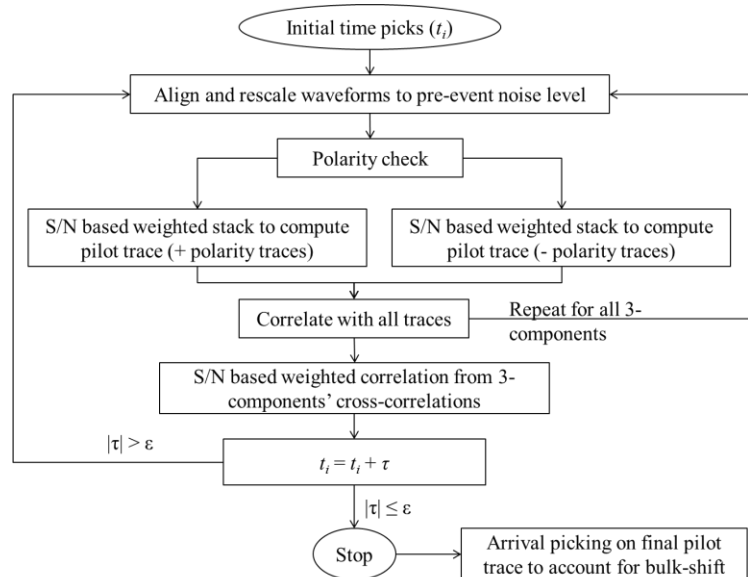 Initial time picks (tᵢ)
Align and rescale waveforms to pre-event noise level
Polarity check
S/N based weighted stack to compute
pilot trace (+ polarity traces)
S/N based weighted stack to compute
pilot trace (- polarity traces)
Correlate with all traces
Repeat for all 3-
components
S/N based weighted correlation from 3-
components’ cross-correlations
|τ| > ε
tᵢ = tᵢ + τ
|τ| ≤ ε
Stop
Arrival picking on final pilot
trace to account for bulk-shift